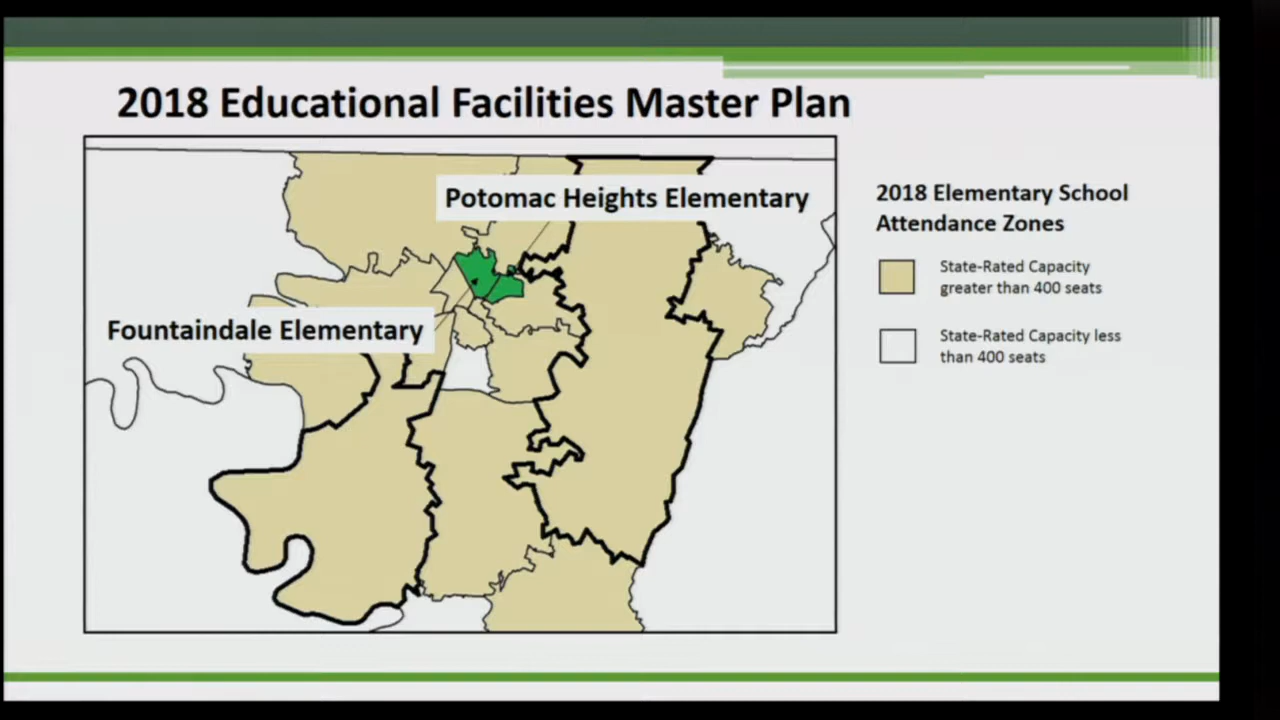 2018 Educational Facilities Master Plan
Potomac Heights Elementary
Fountaindale Elementary
2018 Elementary School
Attendance Zones
State-Rated Capacity
greater than 400 seats
State-Rated Capacity less
than 400 seats